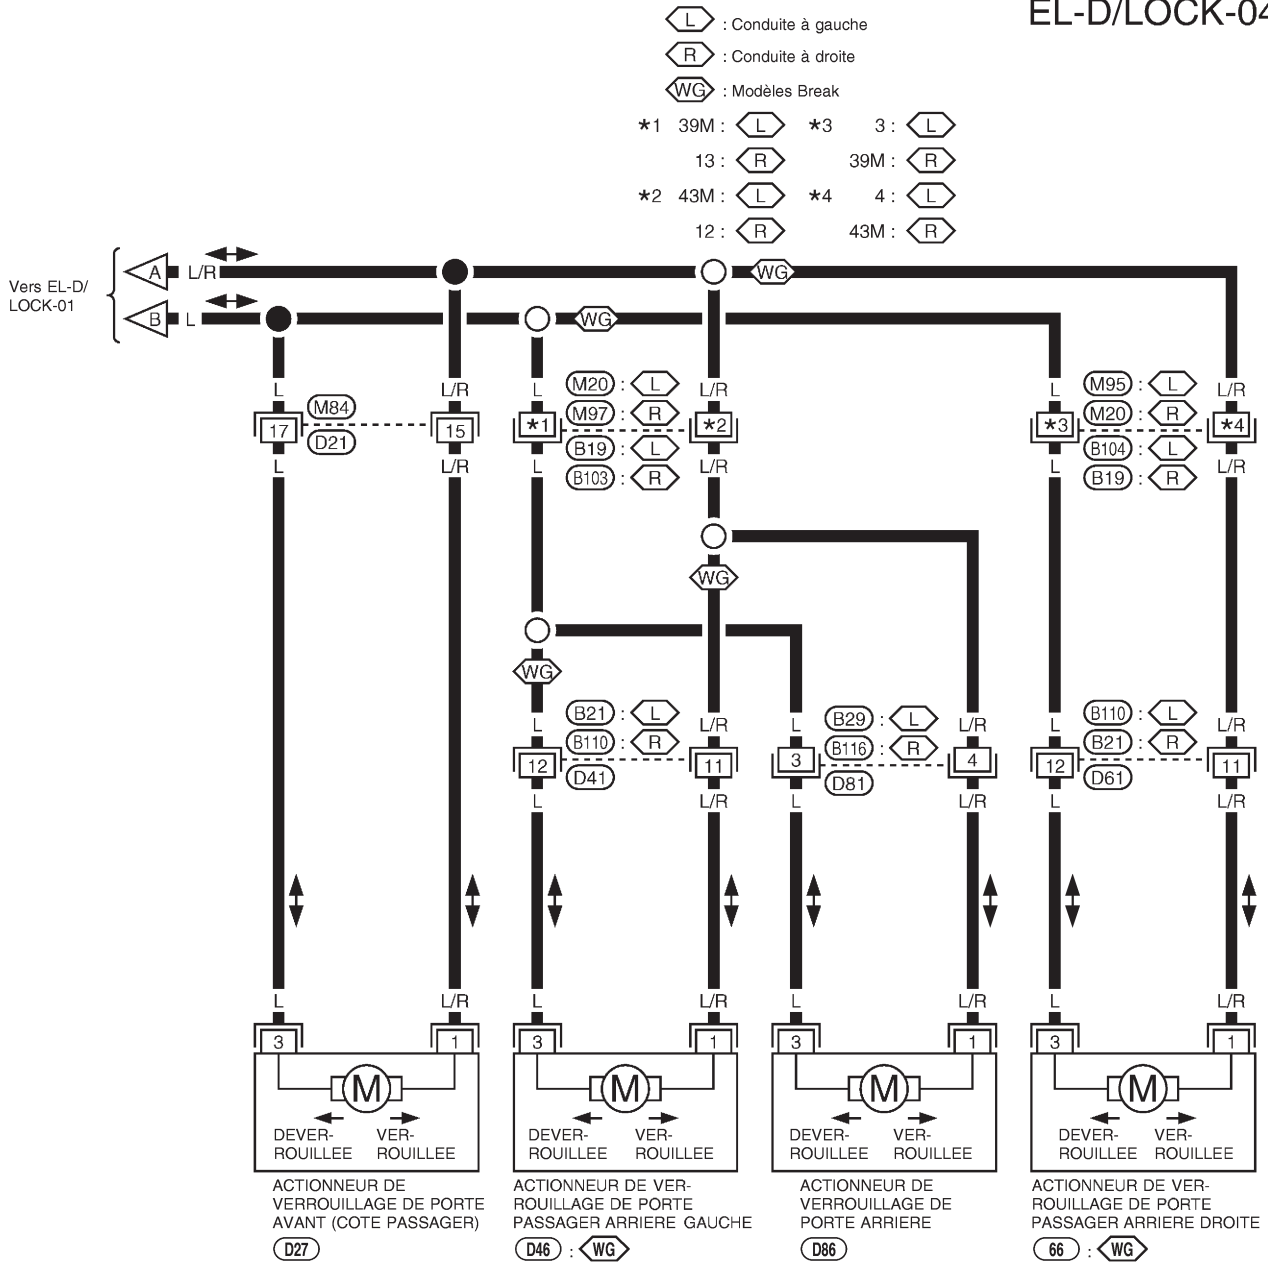 EL-D/LOCK-04
L : Conduite à gauche
R : Conduite à droite
WG : Modèles Break
*1 39M : L *3 3 : L
13 : R 39M : R
*2 43M : L *4 4 : L
12 : R 43M : R
Vers EL-D/
LOCK-01
A L/R WG
B L WG
L L/R L M20 : L L/R L M95 : L L/R
17 M84 15 *1 M97 : R *2 *3 M20 : R *4
D21 B19 : L B104 : L
L L/R L B103 : R L/R L B19 : R L/R
WG
WG
L B21 : L L/R L B29 : L L/R L B110 : L L/R
12 B110 : R 11 3 B116 : R 4 12 B21 : R 11
D41 D81 D61
L L/R L L/R L L/R
L L/R L L/R L L/R L L/R
3 1 3 1 3 1 3 1
M M M M
DEVER- VER- DEVER- VER- DEVER- VER- DEVER- VER-
ROUILLEE ROUILLEE ROUILLEE ROUILLEE ROUILLEE ROUILLEE ROUILLEE ROUILLEE
ACTIONNEUR DE
VERROUILLAGE DE PORTE
AVANT (COTE PASSAGER)
D27
ACTIONNEUR DE VER-
ROUILLAGE DE PORTE
PASSAGER ARRIERE GAUCHE
D46 : WG
ACTIONNEUR DE
VERROUILLAGE DE
PORTE ARRIERE
D86
ACTIONNEUR DE VER-
ROUILLAGE DE PORTE
PASSAGER ARRIERE DROITE
66 : WG